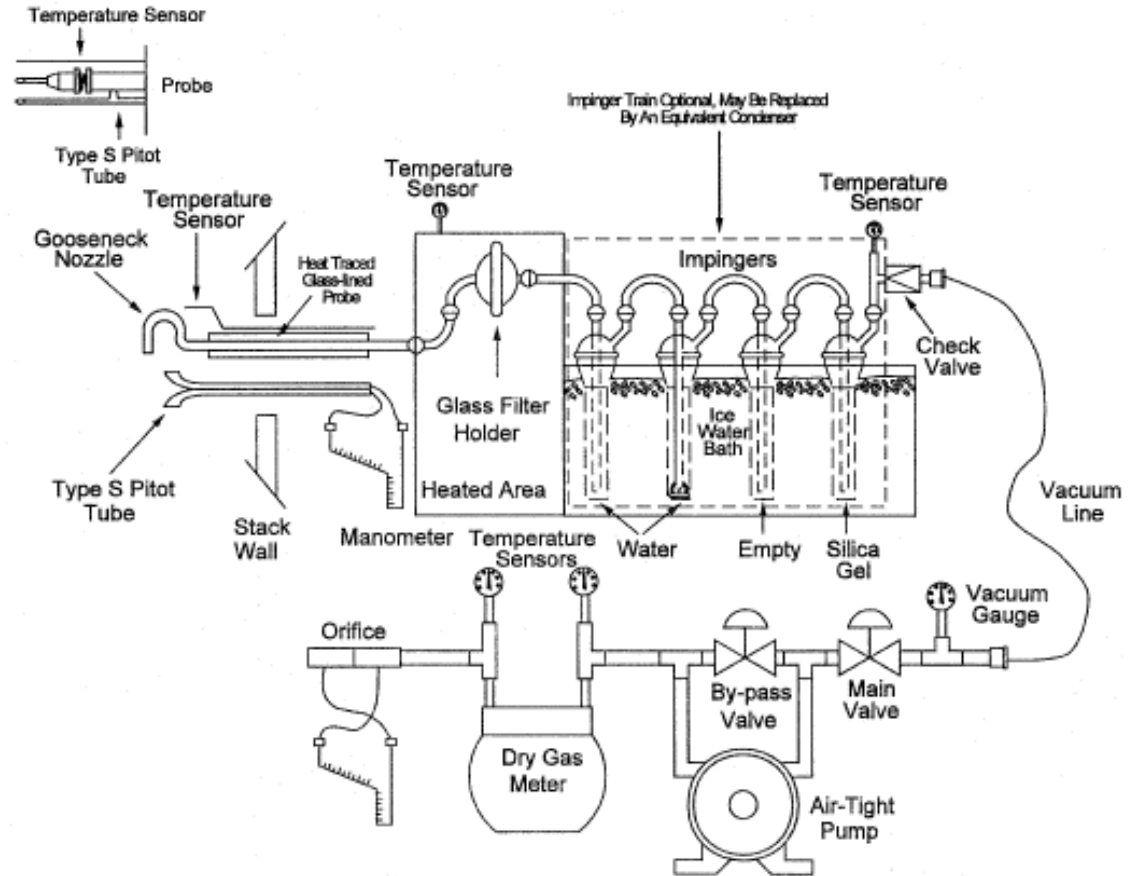 Temperature Sensor
Probe
Type S Pitot
Tube
Impinger Train Optional, May Be Replaced
By An Equivalent Condenser
Temperature
Sensor
Temperature
Sensor
Temperature
Sensor
Gooseneck
Nozzle
Heat Traced
Glass-lined
Probe
Impingers
Check
Valve
Glass Filter
Holder
Ice
Water
Bath
Heated Area
Type S Pitot
Tube
Stack
Wall
Manometer
Temperature
Sensors
Water
Empty
Silica
Gel
Vacuum
Line
Vacuum
Gauge
Orifice
By-pass
Valve
Main
Valve
Dry Gas
Meter
Air-Tight
Pump